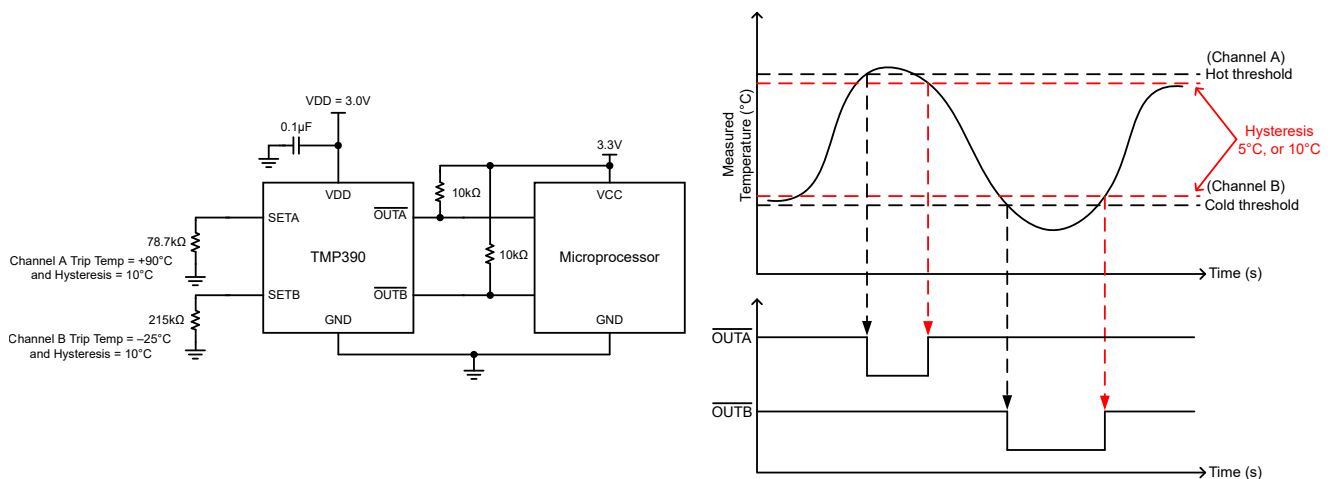 VDD = 3.0V
0.1µF
3.3V
VDD
10kΩ
VCC
SETA
OUTA
78.7kΩ
Channel A Trip Temp = +90°C
and Hysteresis = 10°C
TMP390
10kΩ
Microprocessor
SETB
OUTB
215kΩ
GND
GND
Channel B Trip Temp = –25°C
and Hysteresis = 10°C
Measured
Temperature (°C)
(Channel A)
Hot threshold
Hysteresis
5°C, or 10°C
(Channel B)
Cold threshold
Time (s)
OUTA
OUTB
Time (s)